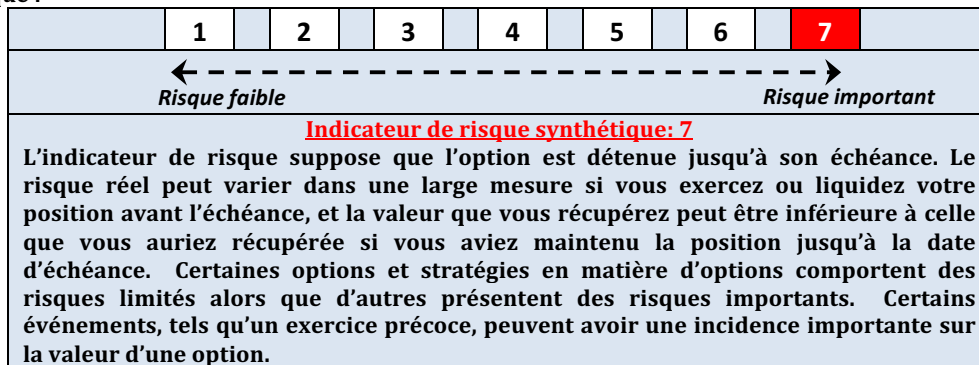 1 2 3 4 5 6 7
Risque faible Risque important
Indicateur de risque synthétique: 7
L’indicateur de risque suppose que l’option est détenue jusqu’à son échéance. Le
risque réel peut varier dans une large mesure si vous exercez ou liquidez votre
position avant l’échéance, et la valeur que vous récupérez peut être inférieure à celle
que vous auriez récupérée si vous aviez maintenu la position jusqu’à la date
d’échéance. Certaines options et stratégies en matière d’options comportent des
risques limités alors que d’autres présentent des risques importants. Certains
événements, tels qu’un exercice précoce, peuvent avoir une incidence importante sur
la valeur d’une option.